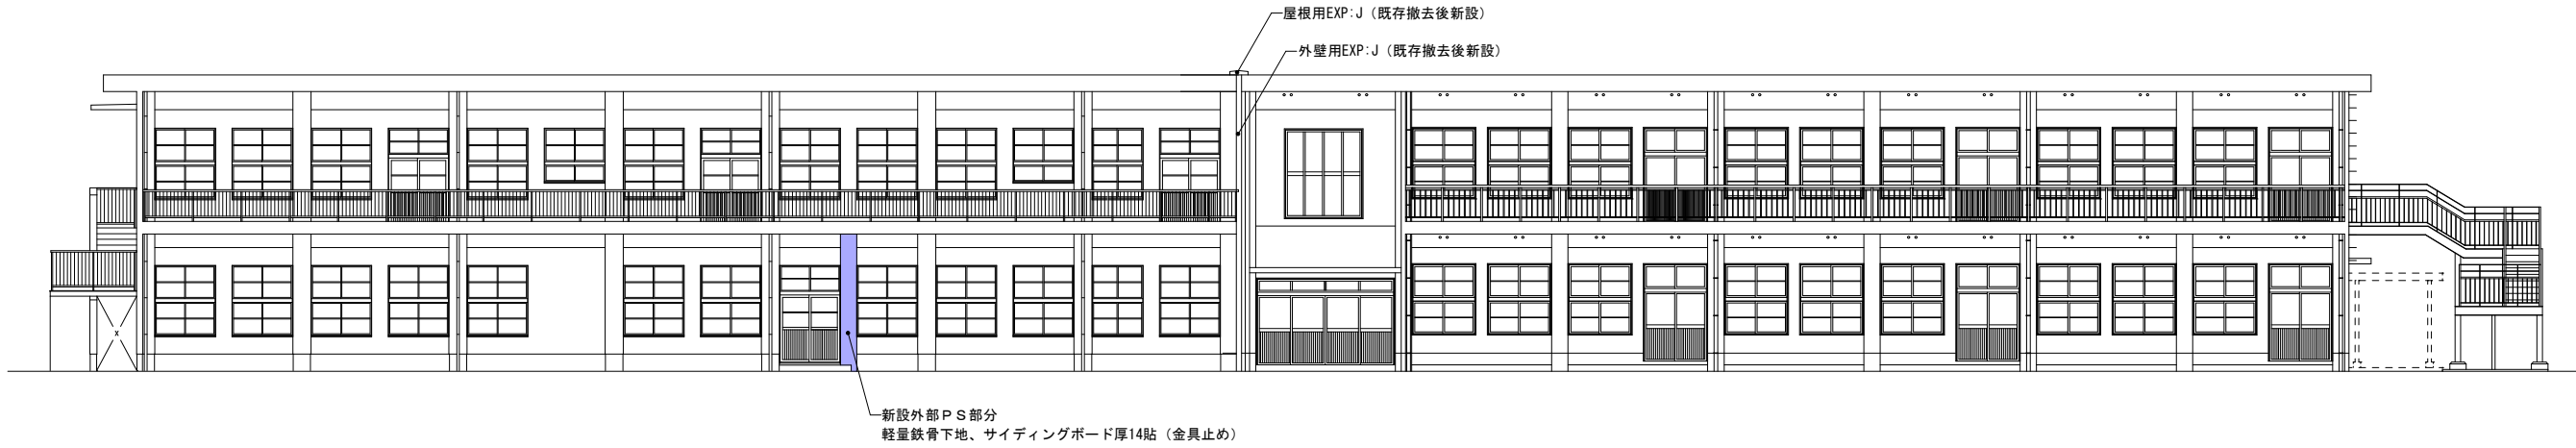 屋根用EXP:J（既存撤去後新設）
外壁用EXP:J（既存撤去後新設）
新設外部ＰＳ部分
軽量鉄骨下地、サイディングボード厚14貼（金具止め）